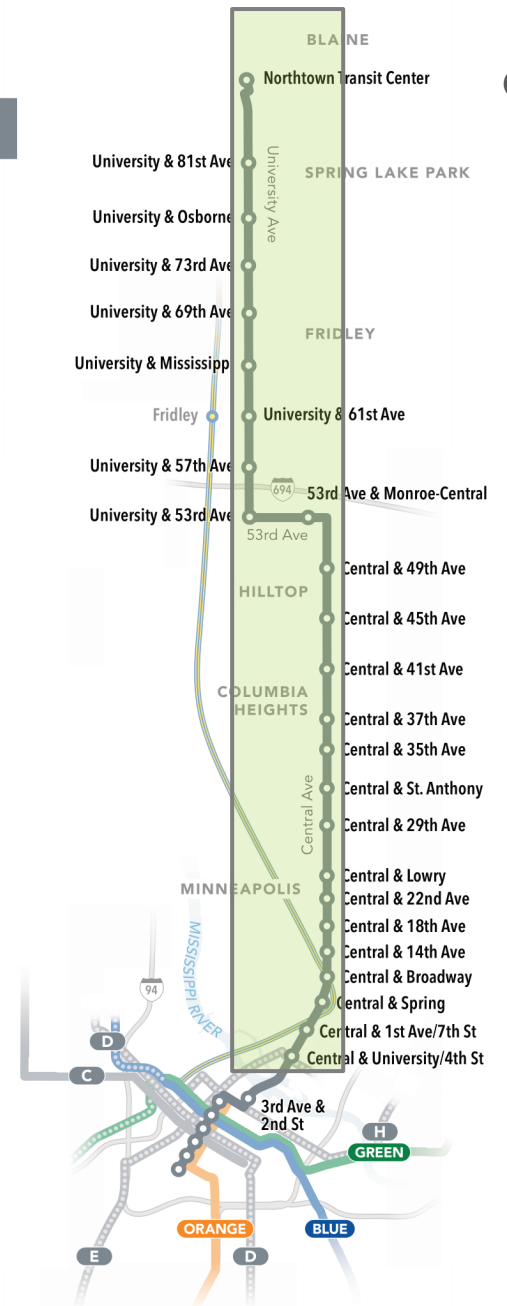 BLAINE
Northtown Transit Center
University & 81st Ave
University Ave
SPRING LAKE PARK
University & Osborne
University & 73rd Ave
University & 69th Ave
FRIDLEY
University & Mississipp
Fridley
University & 61st Ave
University & 57th Ave
694
53rd Ave & Monroe-Central
University & 53rd Ave
53rd Ave
Central & 49th Ave
HILLTOP
Central & 45th Ave
Central & 41st Ave
COLUMBIA
HEIGHTS
Central & 37th Ave
Central & 35th Ave
Central & St. Anthony
Central Ave
Central & 29th Ave
Central & Lowry
MINNEAPOLIS
Central & 22nd Ave
Central & 18th Ave
MISSISSIPPI RIVER
Central & 14th Ave
Central & Broadway
94
Central & Spring
Central & 1st Ave/7th St
D
Central & University/4th St
C
3rd Ave &
2nd St
H
GREEN
ORANGE
BLUE
E
D